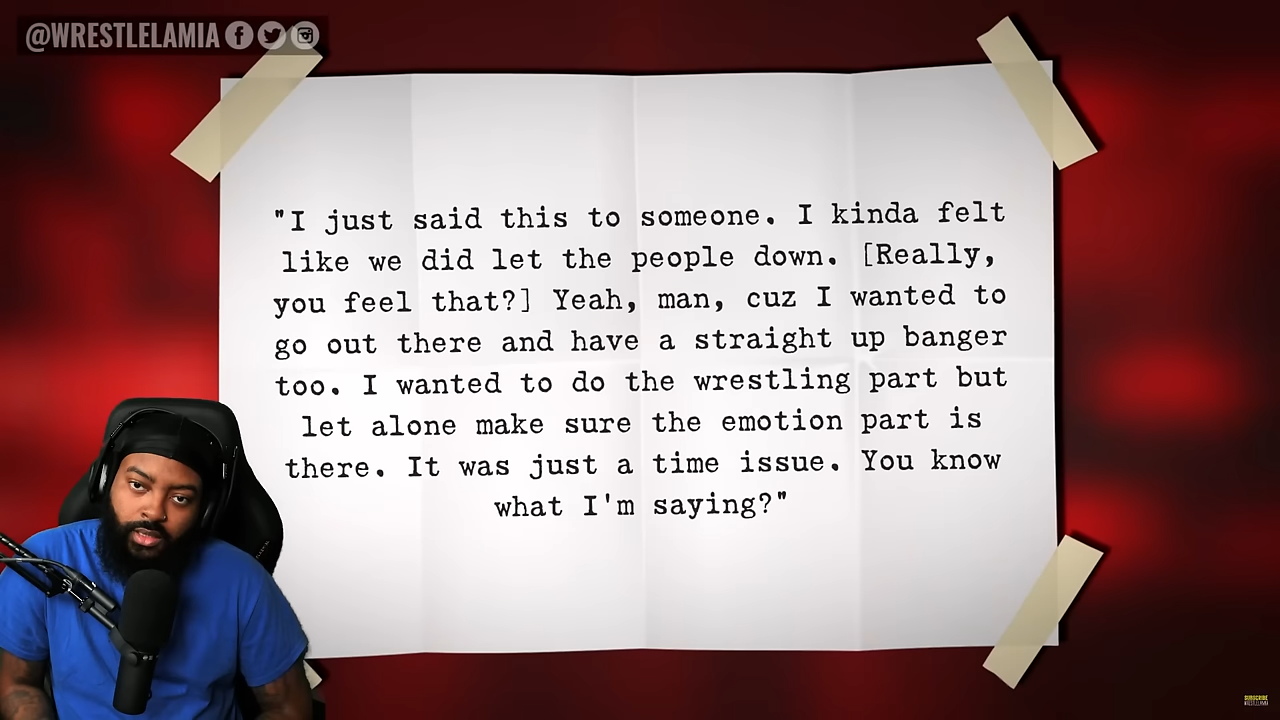 @WRESTLELAMIA
"I just said this to someone. I kinda felt
like we did let the people down. [Really,
you feel that?] Yeah, man, cuz I wanted to
go out there and have a straight up banger
too. I wanted to do the wrestling part but
let alone make sure the emotion part is
there. It was just a time issue. You know
what I'm saying?"
SUBSCRIBE
WRESTLELAMIA